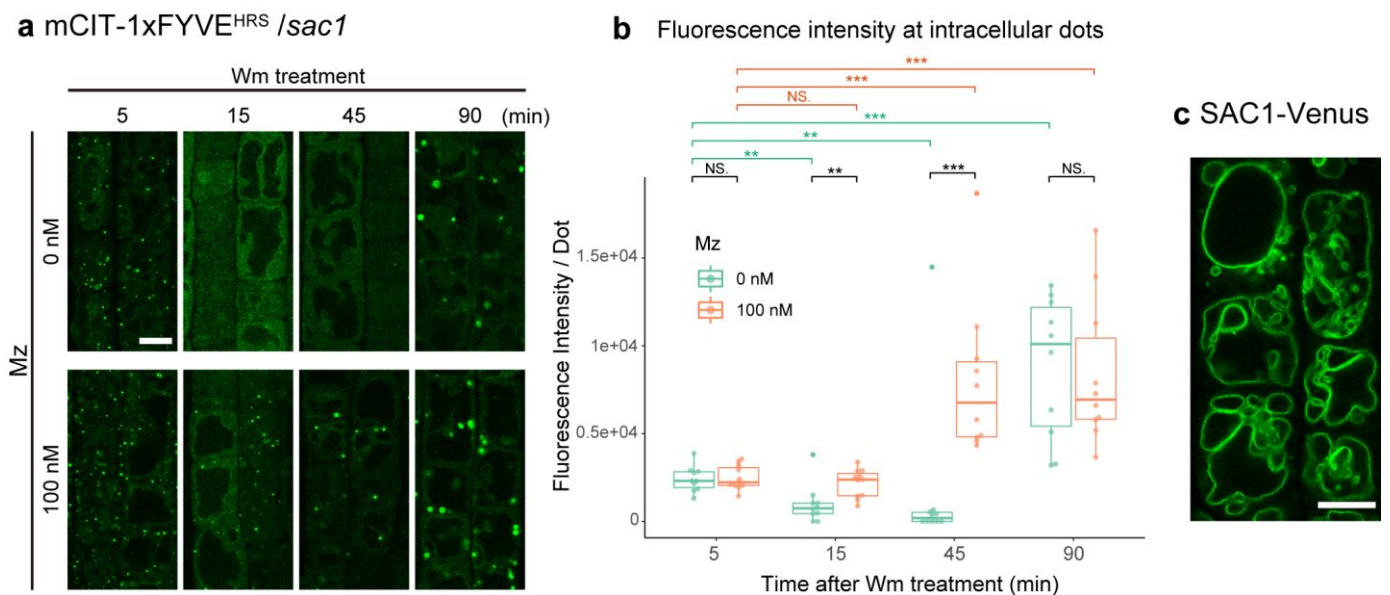 a mCIT-1xFYVE^HRS /sac1
Wm treatment
5 15 45 90 (min)
Mz
0 nM
100 nM
b Fluorescence intensity at intracellular dots
***
***
NS.
***
**
**
NS. ** *** NS.
Fluorescence Intensity / Dot
1.5e+04
1e+04
0.5e+04
0
Mz
0 nM
100 nM
5 15 45 90
Time after Wm treatment (min)
c SAC1-Venus